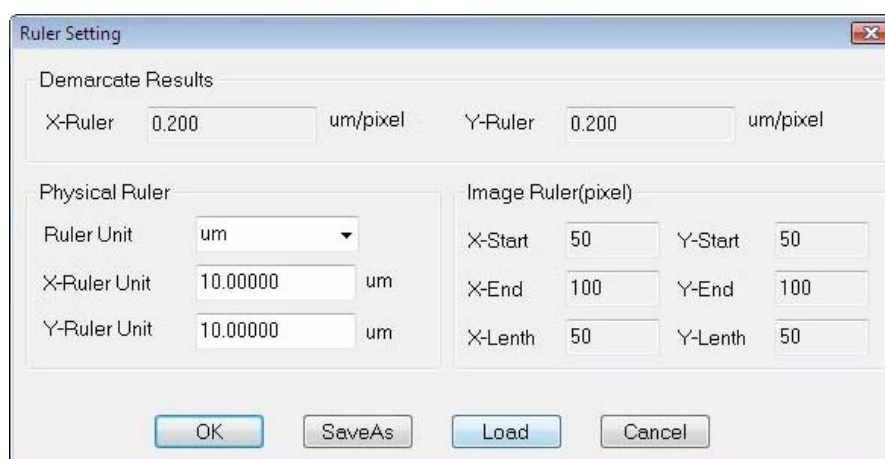 Ruler Setting
Demarcate Results
X-Ruler 0.200 um/pixel Y-Ruler 0.200 um/pixel
Physical Ruler
Ruler Unit um
X-Ruler Unit 10.00000 um
Y-Ruler Unit 10.00000 um
Image Ruler(pixel)
X-Start 50 Y-Start 50
X-End 100 Y-End 100
X-Lenth 50 Y-Lenth 50
OK SaveAs Load Cancel